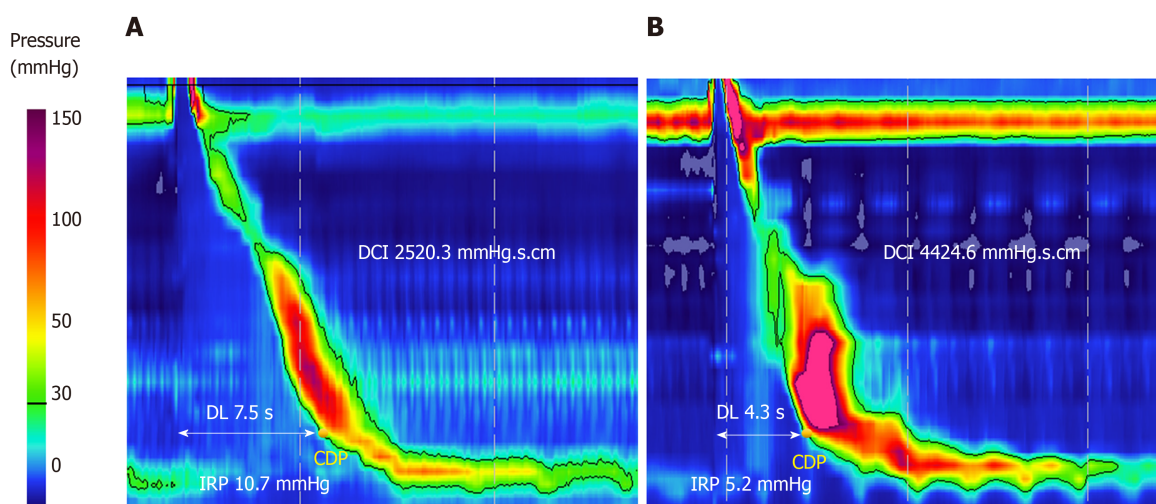 A
B
Pressure
(mmHg)
150
100
50
30
0
DCI 2520.3 mmHg.s.cm
DL 7.5 s
CDP
IRP 10.7 mmHg
DCI 4424.6 mmHg.s.cm
DL 4.3 s
CDP
IRP 5.2 mmHg